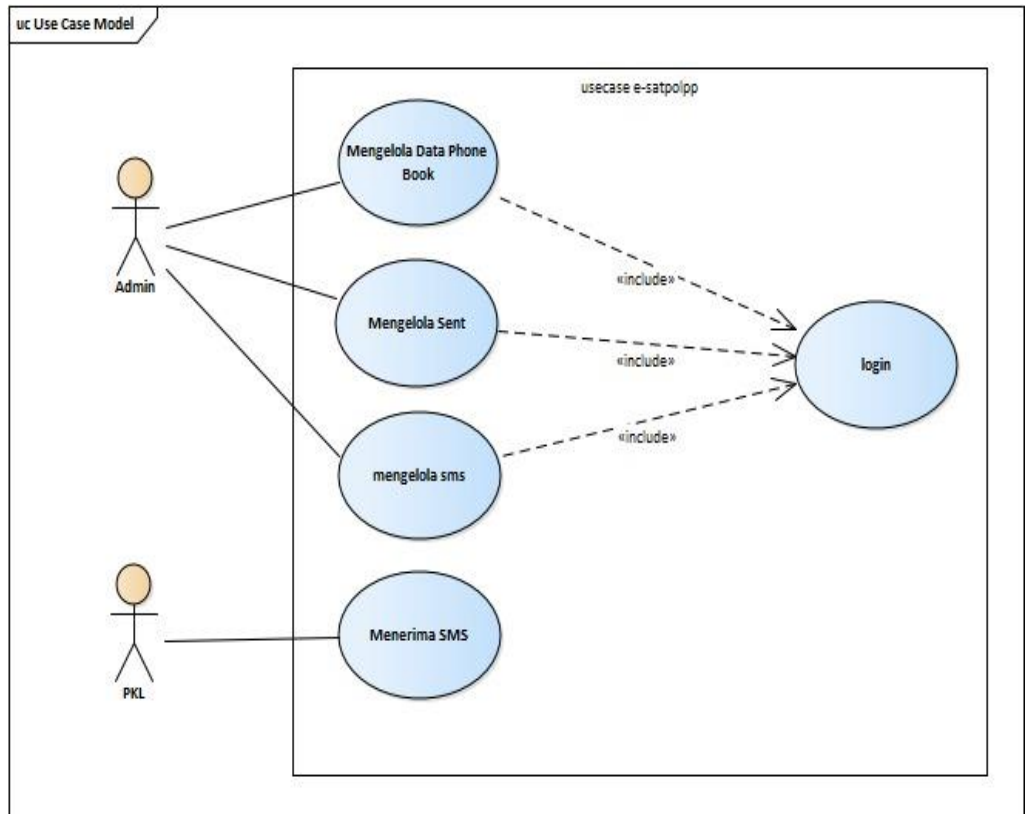 uc Use Case Model
usecase e-satpolpp
Mengelola Data Phone
Book
Admin
«include»
Mengelola Sent
«include»
login
«include»
mengelola sms
Menerima SMS
PKL